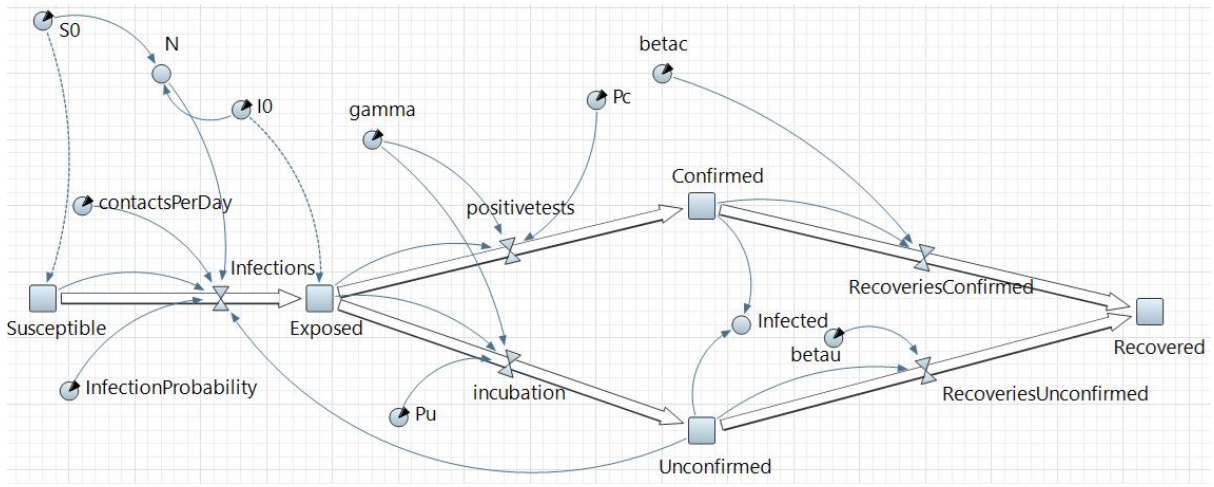 S0
N
betac
I0
gamma
Pc
Confirmed
contactsPerDay
positivetests
Infections
RecoveriesConfirmed
Susceptible
Exposed
Infected
betau
Recovered
InfectionProbability
incubation
RecoveriesUnconfirmed
Pu
Unconfirmed